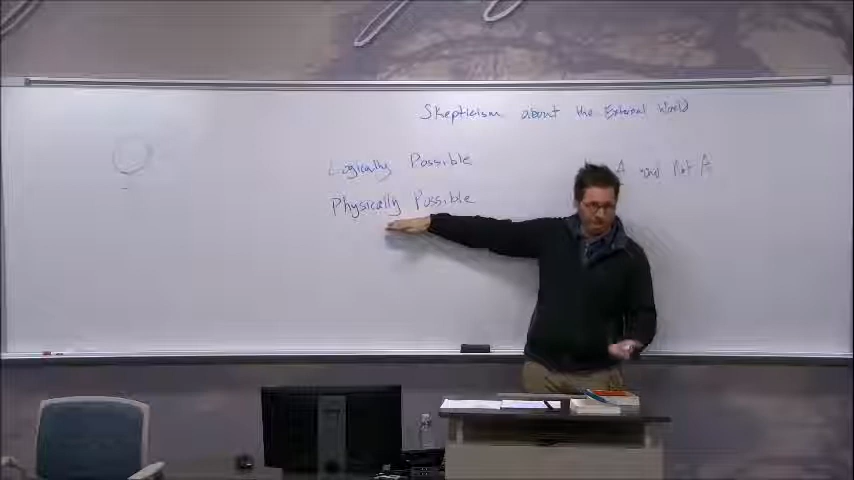 Skepticism about the External World
Logically Possible
A and Not A
Physically Possible